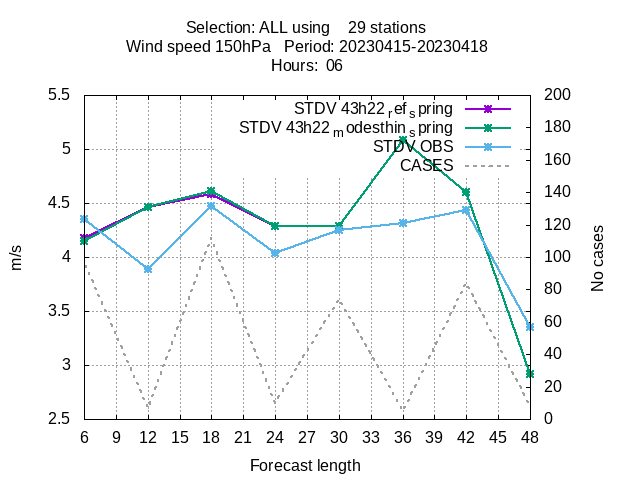 Selection: ALL using 29 stations
Wind speed 150hPa Period: 20230415-20230418
Hours: 06
STDV 43h22_ref_spring
STDV 43h22_modesthin_spring
STDV OBS
CASES
5.5
5
4.5
4
3.5
3
2.5
m/s
200
180
160
140
120
100
80
60
40
20
0
No cases
6 9 12 15 18 21 24 27 30 33 36 39 42 45 48
Forecast length